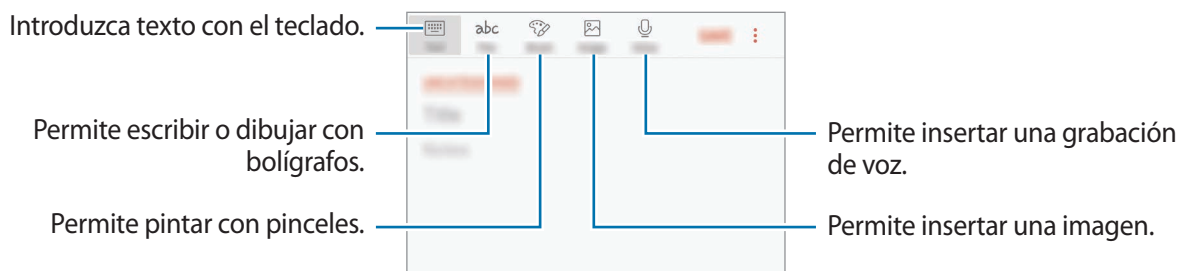 Introduzca texto con el teclado.
abc
Permite escribir o dibujar con
bolígrafos.
Permite pintar con pinceles.
Permite insertar una grabación
de voz.
Permite insertar una imagen.